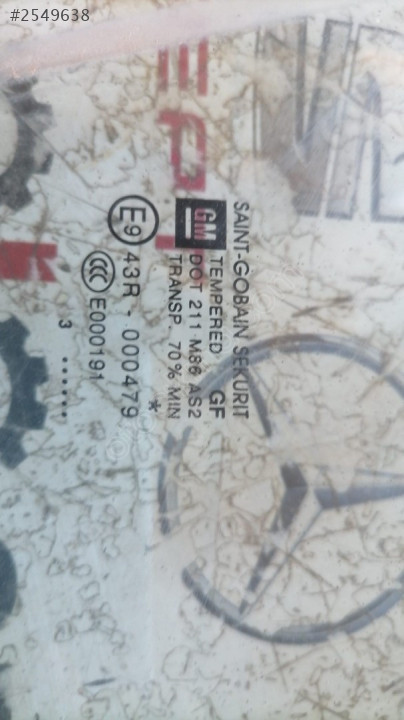 #2549638
SAINT-GOBAIN SEKURIT
GM TEMPERED GF
DOT 211 M86 AS2
TRANSP. 70% MIN
*
E9 43R - 000479
CCC E000191
3 ......